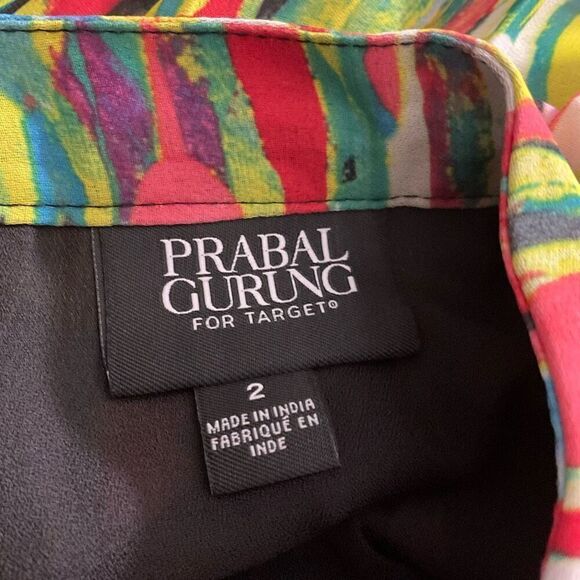 PRABAL
GURUNG
FOR TARGET®
2
MADE IN INDIA
FABRIQUÉ EN
INDE